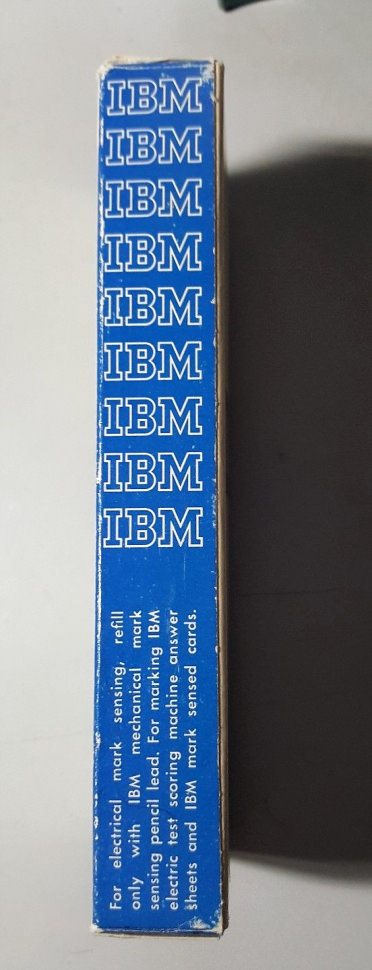 IBM
IBM
IBM
IBM
IBM
IBM
IBM
IBM
IBM
For electrical mark sensing, refill
only with IBM mechanical mark
sensing pencil lead. For marking IBM
electric test scoring machine answer
sheets and IBM mark sensed cards.